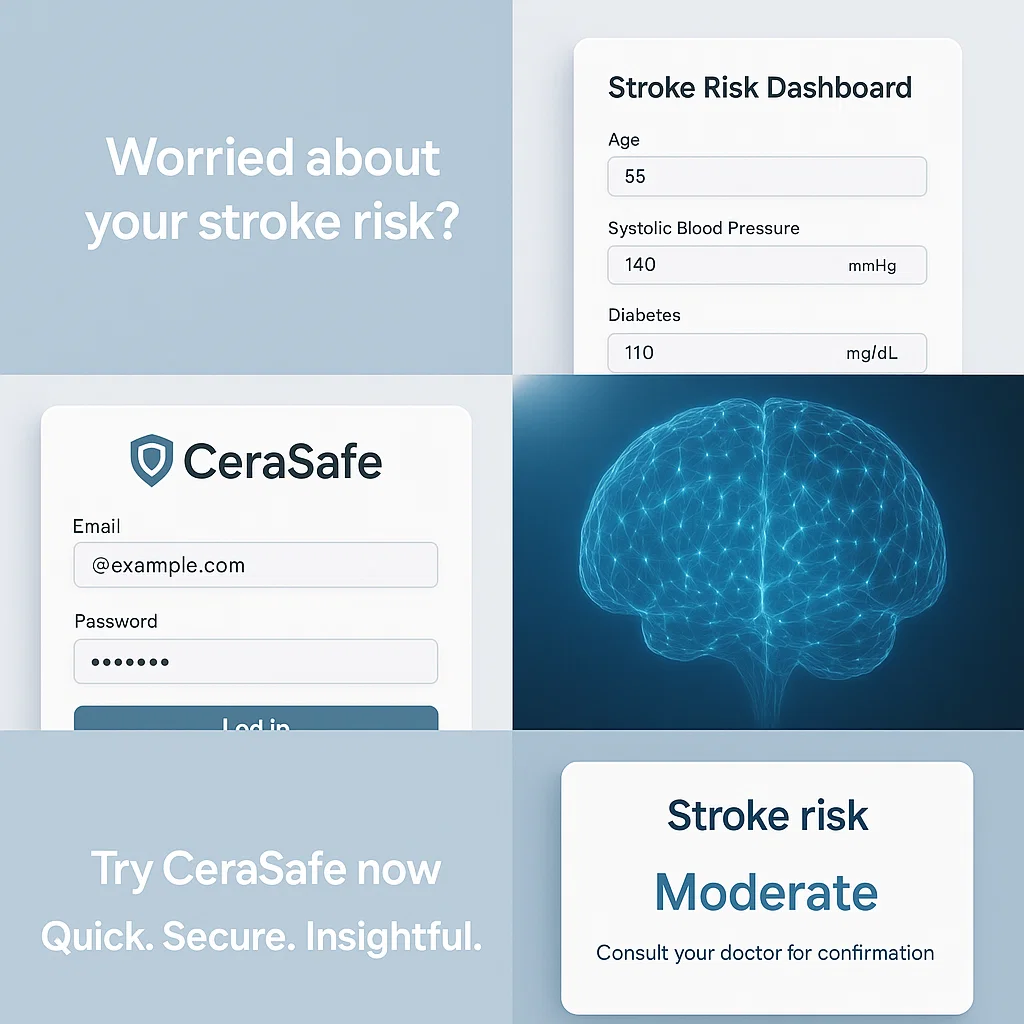 Worried about
your stroke risk?
Stroke Risk Dashboard
Age
55
Systolic Blood Pressure
140 mmHg
Diabetes
110 mg/dL
CeraSafe
Email
@example.com
Password
•••••••
Log in
Try CeraSafe now
Quick. Secure. Insightful.
Stroke risk
Moderate
Consult your doctor for confirmation